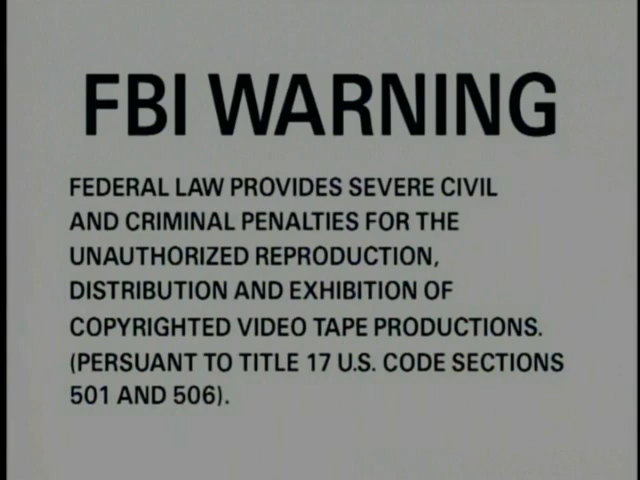 FBI WARNING
FEDERAL LAW PROVIDES SEVERE CIVIL
AND CRIMINAL PENALTIES FOR THE
UNAUTHORIZED REPRODUCTION,
DISTRIBUTION AND EXHIBITION OF
COPYRIGHTED VIDEO TAPE PRODUCTIONS.
(PERSUANT TO TITLE 17 U.S. CODE SECTIONS
501 AND 506).